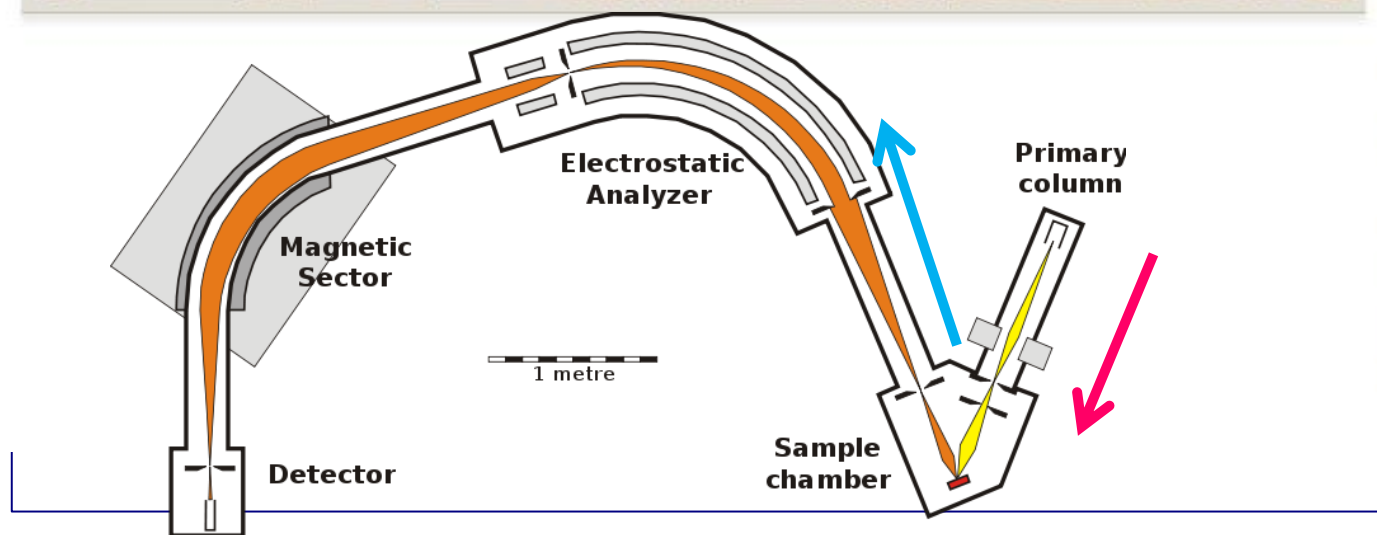 Primary
column
Electrostatic
Analyzer
Magnetic
Sector
1 metre
Sample
chamber
Detector